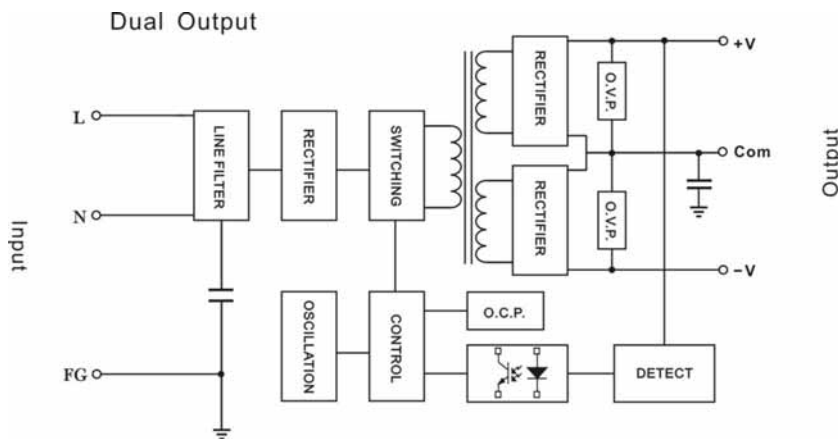 Dual Output
Input
L
N
FG
LINE FILTER
RECTIFIER
SWITCHING
RECTIFIER
RECTIFIER
O.V.P.
O.V.P.
+V
Com
−V
Output
OSCILLATION
CONTROL
O.C.P.
DETECT